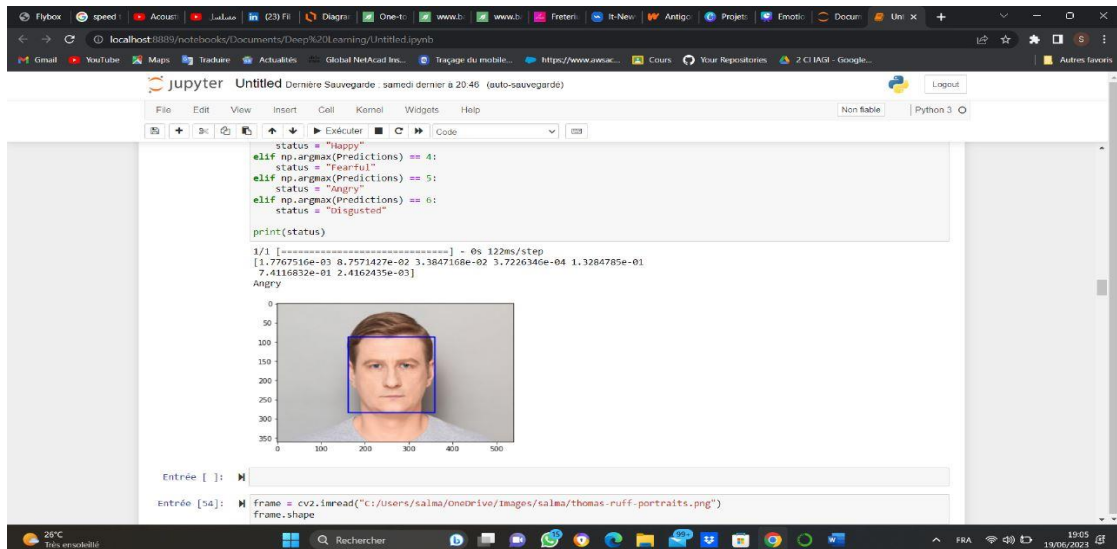 Flybox
speed t
Acoust
مسلسل
(23) Fil
Diagra
One-to
www.b
www.b
Freteri
It-New
Antigo
Projets
Emotio
Docum
Unt
localhost:8889/notebooks/Documents/Deep%20Learning/Untitled.ipynb
Gmail
YouTube
Maps
Traduire
Actualités
Global NetAcad Ins...
Traçage du mobile...
https://www.awsac...
Cours
Your Repositories
2 CI IAGI - Google...
Autres favoris
jupyter Untitled Dernière Sauvegarde : samedi dernier à 20:46 (auto-sauvegardé)
Logout
File Edit View Insert Cell Kernel Widgets Help
Non fiable
Python 3
Exécuter
Code
status = "Happy"
elif np.argmax(Predictions) == 4:
status = "Fearful"
elif np.argmax(Predictions) == 5:
status = "Angry"
elif np.argmax(Predictions) == 6:
status = "Disgusted"
print(status)
1/1 [==============================] - 0s 122ms/step
[1.7767516e-03 8.7571427e-02 3.3847168e-02 3.7226346e-04 1.3284785e-01
7.4116832e-01 2.4162435e-03]
Angry
0
50
100
150
200
250
300
350
0 100 200 300 400 500
Entrée [ ]:
Entrée [54]:
frame = cv2.imread("C:/Users/salma/OneDrive/Images/salma/thomas-ruff-portraits.png")
frame.shape
26°C
Très ensoleillé
Rechercher
99+
FRA
19:05
19/06/2023